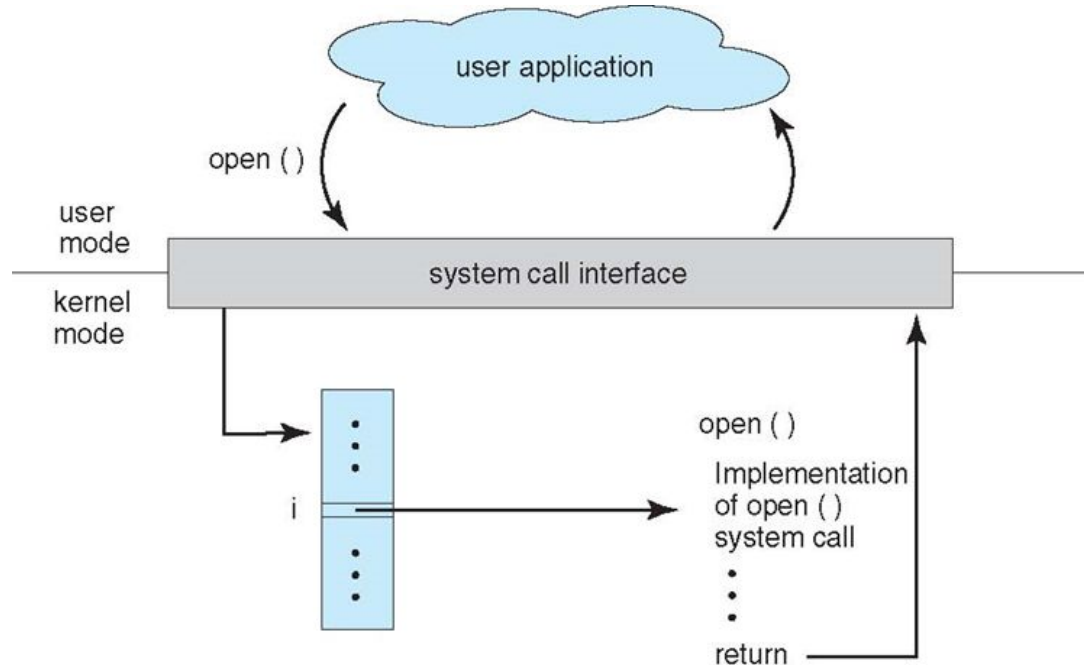 user application
open ( )
user
mode
system call interface
kernel
mode
open ( )
Implementation
of open ( )
system call
i
return